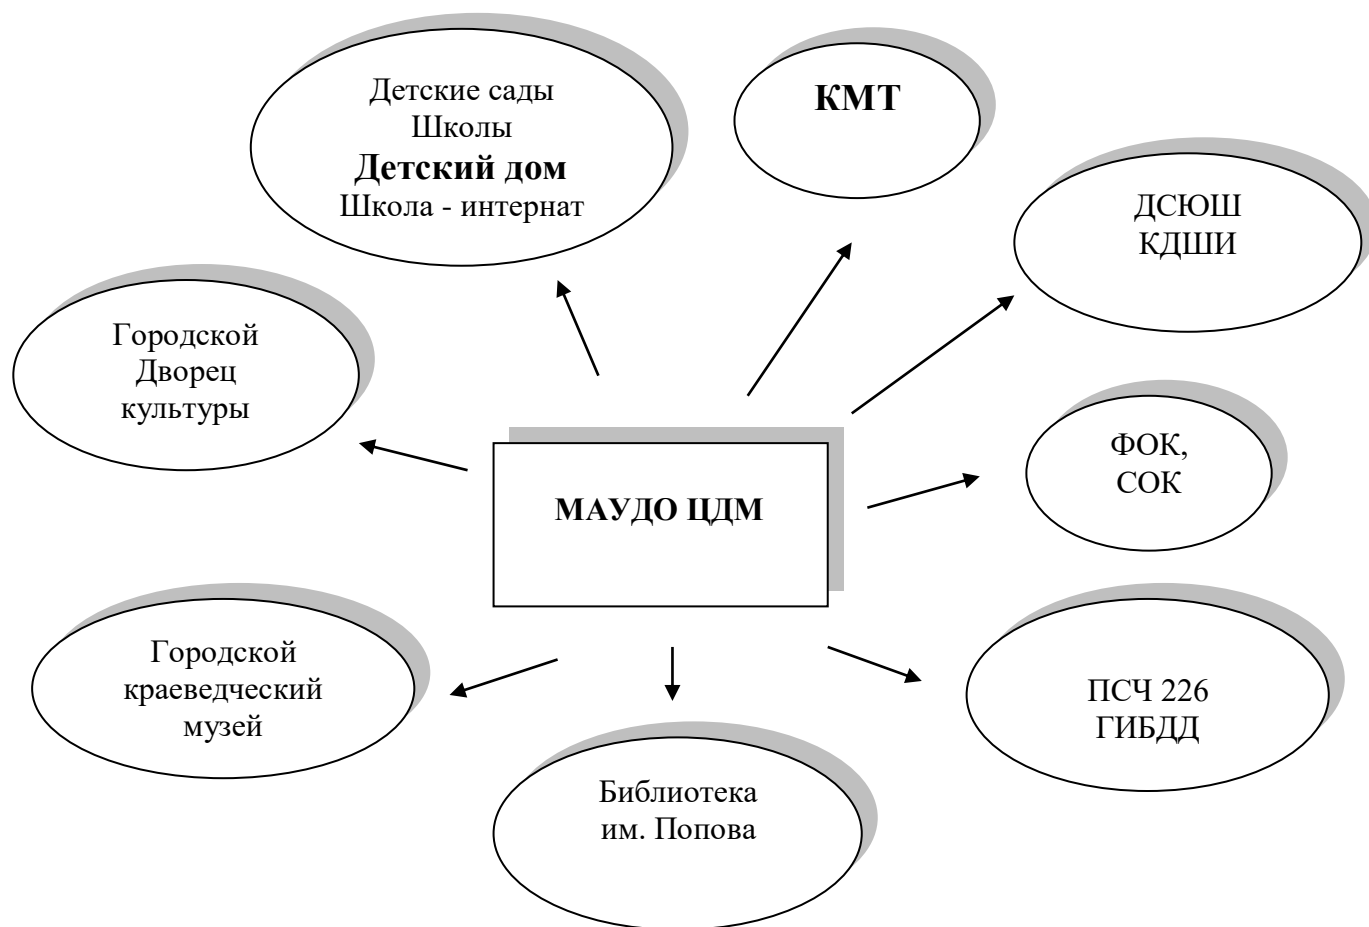 Детские сады
Школы
Детский дом
Школа - интернат
КМТ
ДСЮШ
КДШИ
Городской
Дворец
культуры
ФОК,
СОК
МАУДО ЦДМ
Городской
краеведческий
музей
ПСЧ 226
ГИБДД
Библиотека
им. Попова